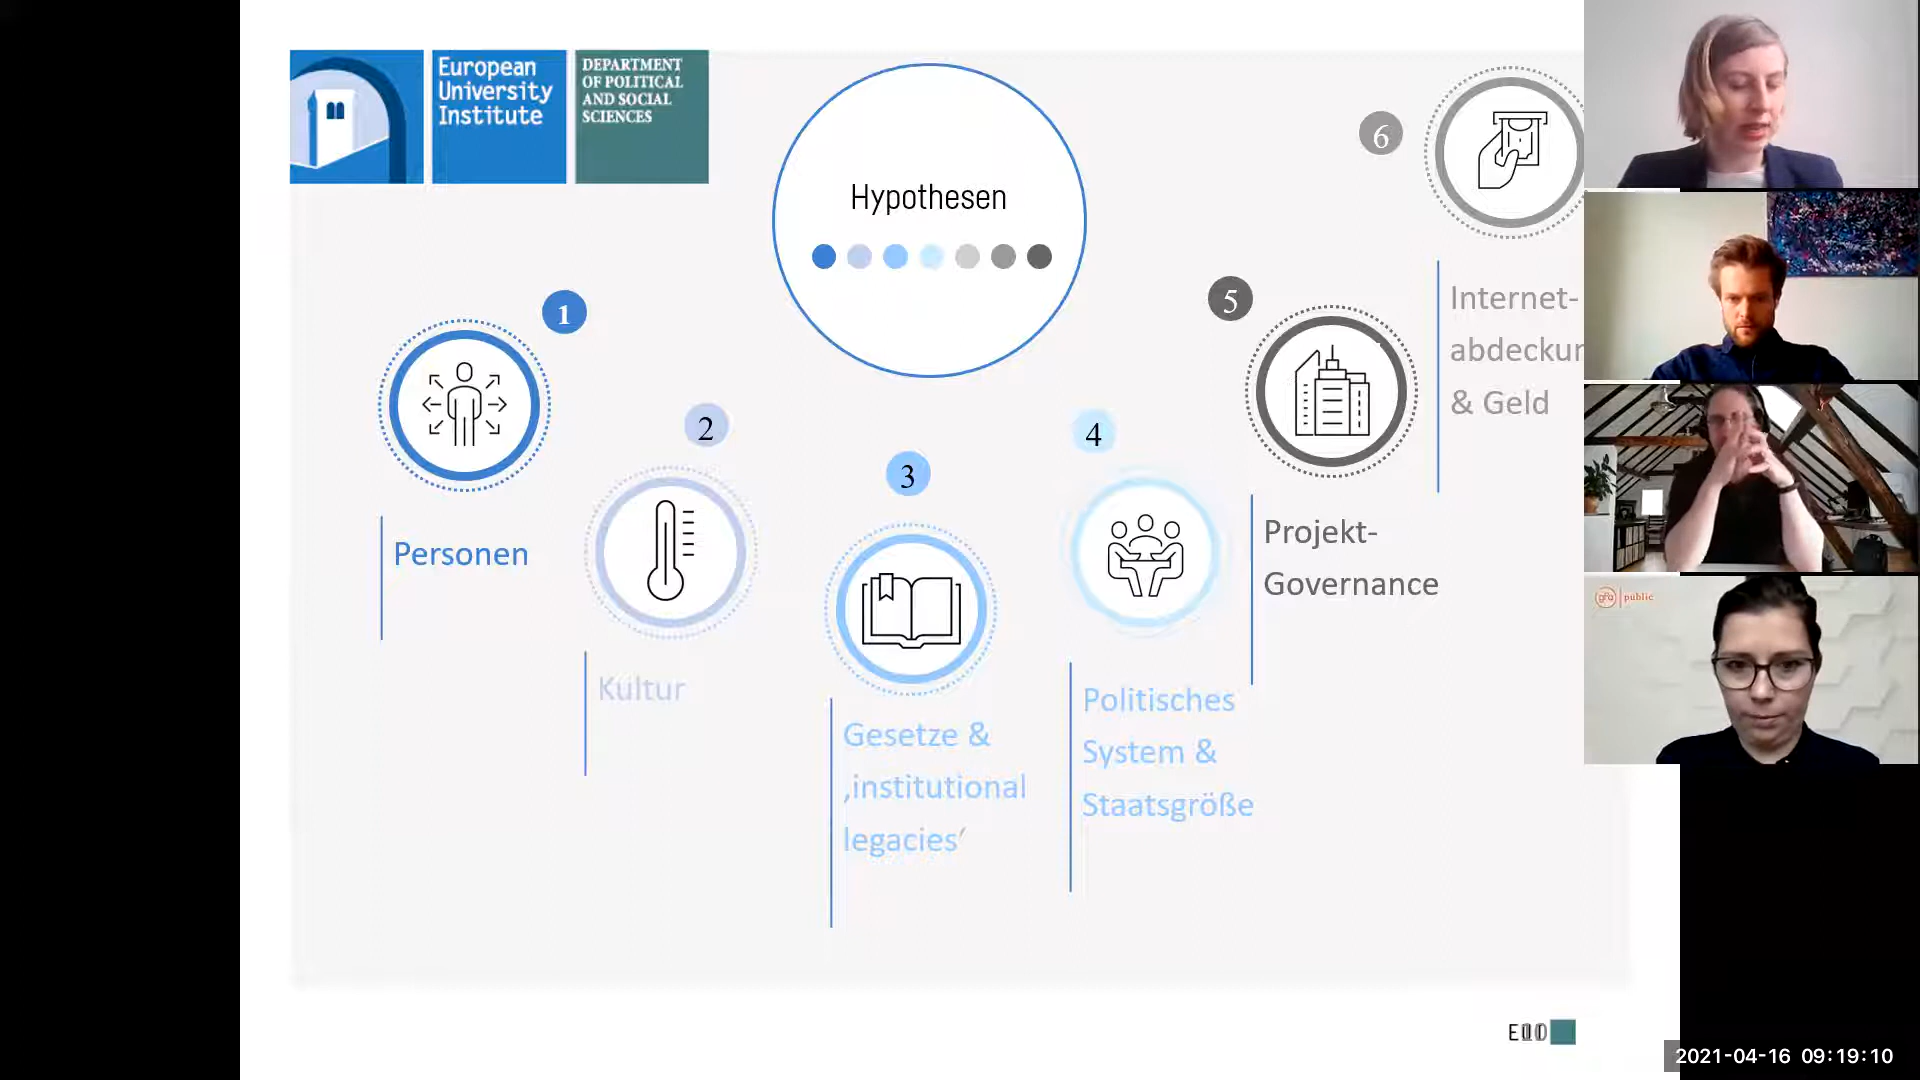 European
University
Institute
DEPARTMENT
OF POLITICAL
AND SOCIAL
SCIENCES
Hypothesen
1
Personen
2
Kultur
3
Gesetze &
‚institutional
legacies‘
4
Politisches
System &
Staatsgröße
5
Projekt-
Governance
6
Internet-
abdeckun
& Geld
public
2021-04-16 09:19:10